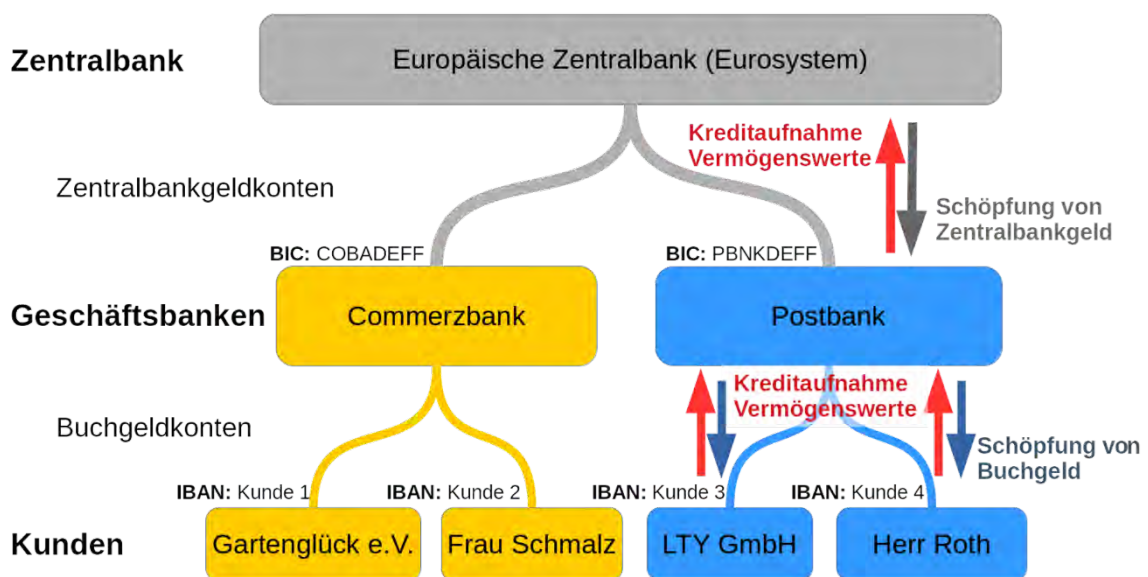 Zentralbank
Europäische Zentralbank (Eurosystem)
Kreditaufnahme
Vermögenswerte
Zentralbankgeldkonten
Schöpfung von
Zentralbankgeld
BIC: COBADEFF
BIC: PBNKDEFF
Geschäftsbanken
Commerzbank
Postbank
Kreditaufnahme
Vermögenswerte
Buchgeldkonten
Schöpfung von
Buchgeld
IBAN: Kunde 1
IBAN: Kunde 2
IBAN: Kunde 3
IBAN: Kunde 4
Kunden
Gartenglück e.V.
Frau Schmalz
LTY GmbH
Herr Roth